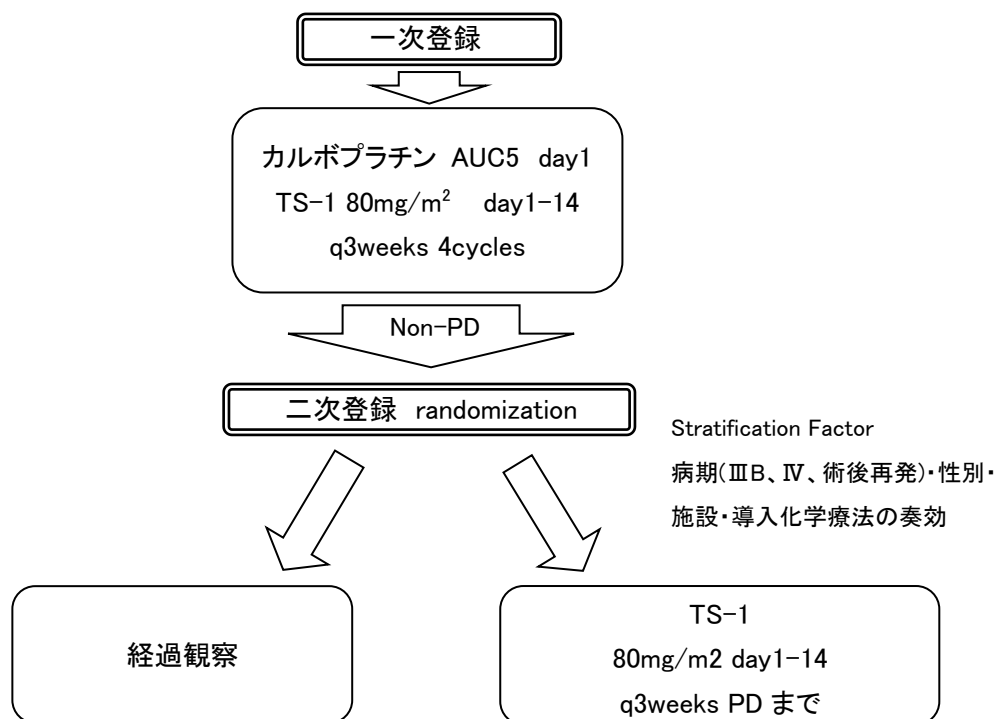 一次登録
カルボプラチン AUC5 day1
TS-1 80mg/m² day1-14
q3weeks 4cycles
Non-PD
二次登録 randomization
Stratification Factor
病期(ⅢB、Ⅳ、術後再発)・性別・
施設・導入化学療法の奏効
経過観察
TS-1
80mg/m2 day1-14
q3weeks PD まで